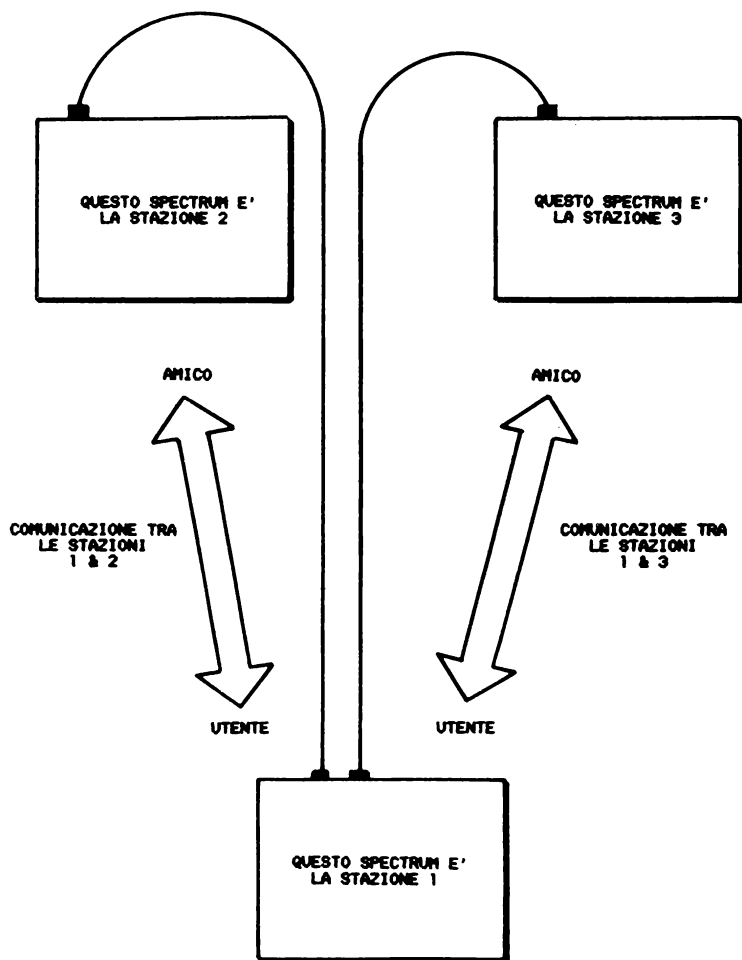 QUESTO SPECTRUM E'
LA STAZIONE 2
QUESTO SPECTRUM E'
LA STAZIONE 3
AMICO
AMICO
COMUNICAZIONE TRA
LE STAZIONI
1 & 2
COMUNICAZIONE TRA
LE STAZIONI
1 & 3
UTENTE
UTENTE
QUESTO SPECTRUM E'
LA STAZIONE 1